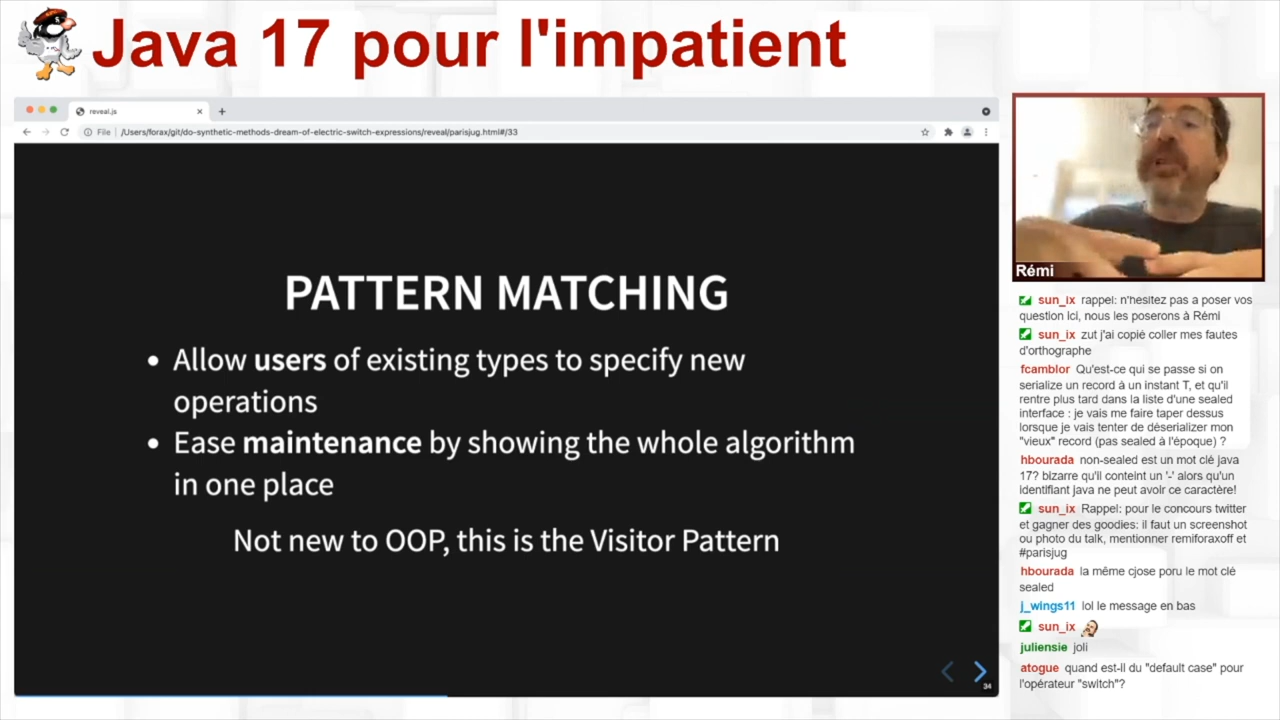 Java 17 pour l'impatient
reveal.js
File /Users/forax/git/do-synthetic-methods-dream-of-electric-switch-expressions/reveal/parisjug.html#/33
PATTERN MATCHING
Allow users of existing types to specify new
operations
Ease maintenance by showing the whole algorithm
in one place
Not new to OOP, this is the Visitor Pattern
34
Rémi
sun_ix rappel: n'hesitez pas a poser vos
question ici, nous les poserons à Rémi
sun_ix zut j'ai copié coller mes fautes
d'orthographe
fcamblor Qu'est-ce qui se passe si on
serialize un record à un instant T, et qu'il
rentre plus tard dans la liste d'une sealed
interface : je vais me faire taper dessus
lorsque je vais tenter de déserializer mon
"vieux" record (pas sealed à l'époque) ?
hbourada non-sealed est un mot clé java
17? bizarre qu'il conteint un '-' alors qu'un
identifiant java ne peut avoir ce caractère!
sun_ix Rappel: pour le concours twitter
et gagner des goodies: il faut un screenshot
ou photo du talk, mentionner remiforaxoff et
#parisjug
hbourada la même cjose poru le mot clé
sealed
j_wings11 lol le message en bas
sun_ix
juliensie joli
atogue quand est-il du "default case" pour
l'opérateur "switch"?